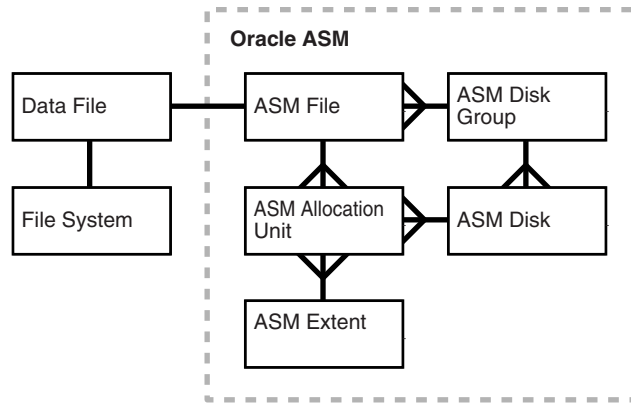 Oracle ASM
Data File
ASM File
ASM Disk
Group
File System
ASM Allocation
Unit
ASM Disk
ASM Extent